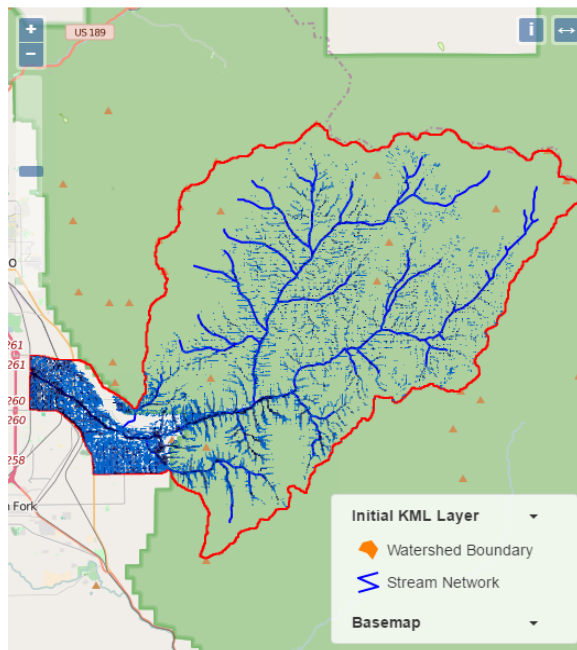 +
US 189
i
↔
−
o
261
261
260
260
258
Fork
Initial KML Layer
Watershed Boundary
Stream Network
Basemap